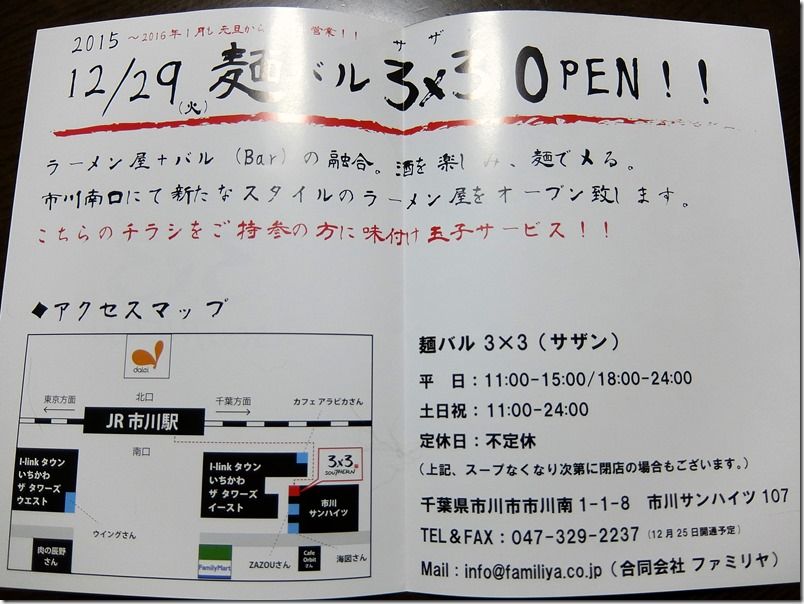 2015 ～2016年1月も元旦から 営業！！
サザ
12/29（火）麺バル 3×3 OPEN！！
ラーメン屋＋バル（Bar）の融合。酒を楽しみ、麺で〆る。
市川南口にて新たなスタイルのラーメン屋をオープン致します。
こちらのチラシをご持参の方に味付け玉子サービス！！
◆アクセスマップ
daiei
東京方面
北口
千葉方面
カフェ アラビカさん
JR 市川駅
南口
I-link タウン
いちかわ
ザ タワーズ
ウエスト
I-link タウン
いちかわ
ザ タワーズ
イースト
3x3
SOUTHERN
市川
サンハイツ
ウイングさん
肉の辰野
さん
FamilyMart
ZAZOUさん
Cafe
Orbit
さん
海図さん
麺バル 3×3（サザン）
平　日：11:00-15:00/18:00-24:00
土日祝：11:00-24:00
定休日：不定休
（上記、スープなくなり次第に閉店の場合もございます。）
千葉県市川市市川南 1-1-8　市川サンハイツ 107
TEL＆FAX：047-329-2237（12月25日開通予定）
Mail：info@familiya.co.jp（合同会社 ファミリヤ）